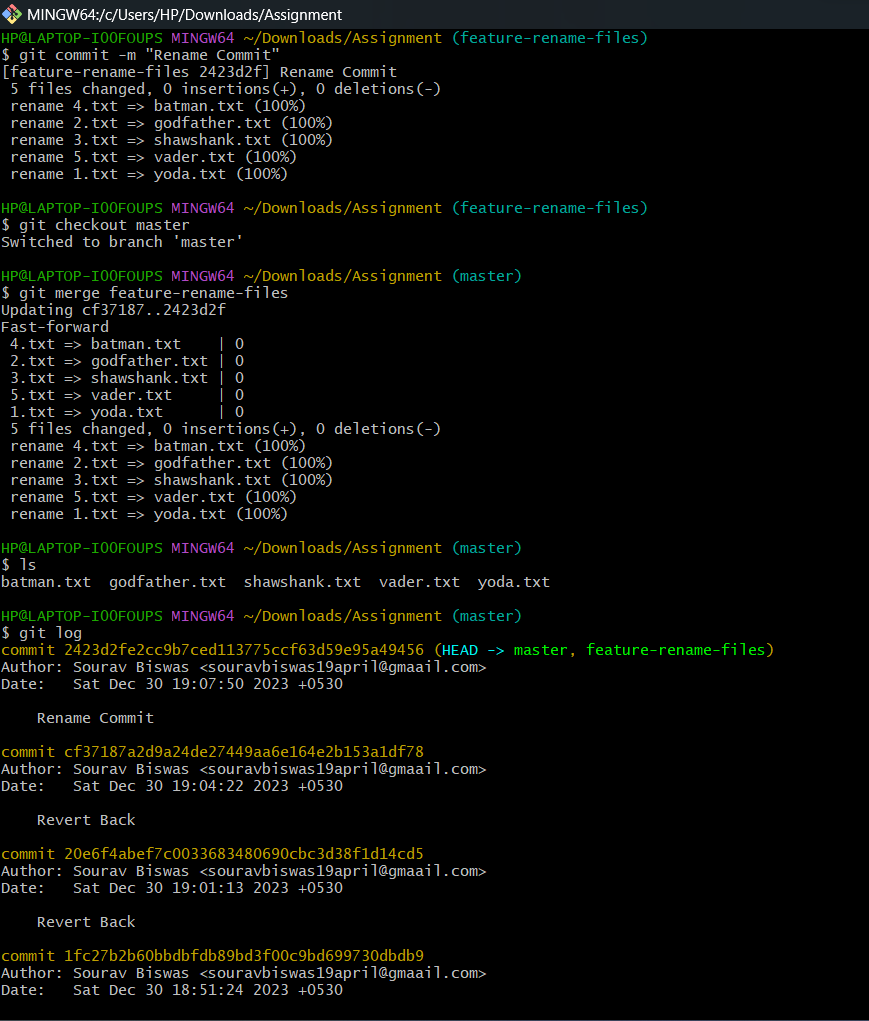 MINGW64:/c/Users/HP/Downloads/Assignment
HP@LAPTOP-I00FOUPS MINGW64 ~/Downloads/Assignment (feature-rename-files)
$ git commit -m "Rename Commit"
[feature-rename-files 2423d2f] Rename Commit
 5 files changed, 0 insertions(+), 0 deletions(-)
 rename 4.txt => batman.txt (100%)
 rename 2.txt => godfather.txt (100%)
 rename 3.txt => shawshank.txt (100%)
 rename 5.txt => vader.txt (100%)
 rename 1.txt => yoda.txt (100%)

HP@LAPTOP-I00FOUPS MINGW64 ~/Downloads/Assignment (feature-rename-files)
$ git checkout master
Switched to branch 'master'

HP@LAPTOP-I00FOUPS MINGW64 ~/Downloads/Assignment (master)
$ git merge feature-rename-files
Updating cf37187..2423d2f
Fast-forward
 4.txt => batman.txt    | 0
 2.txt => godfather.txt | 0
 3.txt => shawshank.txt | 0
 5.txt => vader.txt     | 0
 1.txt => yoda.txt      | 0
 5 files changed, 0 insertions(+), 0 deletions(-)
 rename 4.txt => batman.txt (100%)
 rename 2.txt => godfather.txt (100%)
 rename 3.txt => shawshank.txt (100%)
 rename 5.txt => vader.txt (100%)
 rename 1.txt => yoda.txt (100%)

HP@LAPTOP-I00FOUPS MINGW64 ~/Downloads/Assignment (master)
$ ls
batman.txt  godfather.txt  shawshank.txt  vader.txt  yoda.txt

HP@LAPTOP-I00FOUPS MINGW64 ~/Downloads/Assignment (master)
$ git log
commit 2423d2fe2cc9b7ced113775ccf63d59e95a49456 (HEAD -> master, feature-rename-files)
Author: Sourav Biswas <souravbiswas19april@gmaail.com>
Date:   Sat Dec 30 19:07:50 2023 +0530

    Rename Commit

commit cf37187a2d9a24de27449aa6e164e2b153a1df78
Author: Sourav Biswas <souravbiswas19april@gmaail.com>
Date:   Sat Dec 30 19:04:22 2023 +0530

    Revert Back

commit 20e6f4abef7c0033683480690cbc3d38f1d14cd5
Author: Sourav Biswas <souravbiswas19april@gmaail.com>
Date:   Sat Dec 30 19:01:13 2023 +0530

    Revert Back

commit 1fc27b2b60bbdbfdb89bd3f00c9bd699730dbdb9
Author: Sourav Biswas <souravbiswas19april@gmaail.com>
Date:   Sat Dec 30 18:51:24 2023 +0530